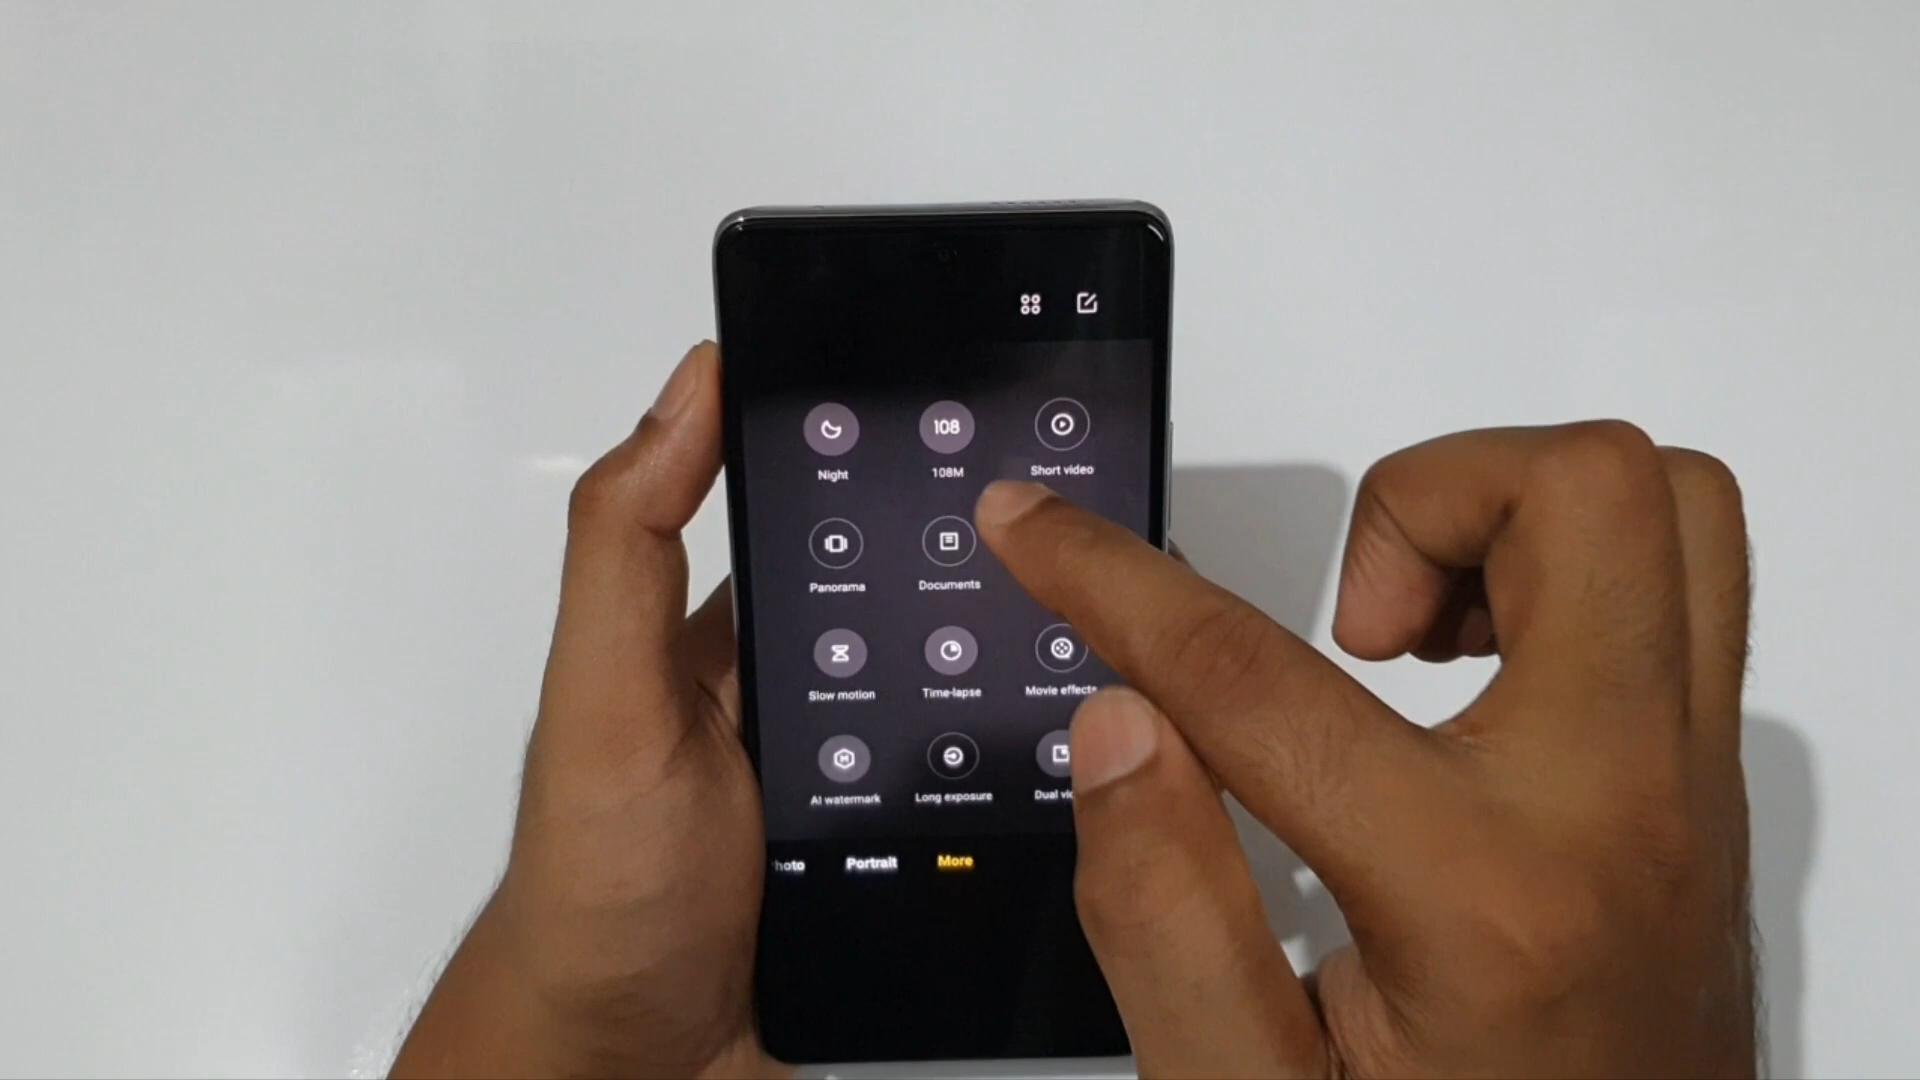 108
Night
108M
Short video
Panorama
Documents
Slow motion
Time-lapse
Movie effects
AI watermark
Long exposure
Dual
Portrait
More